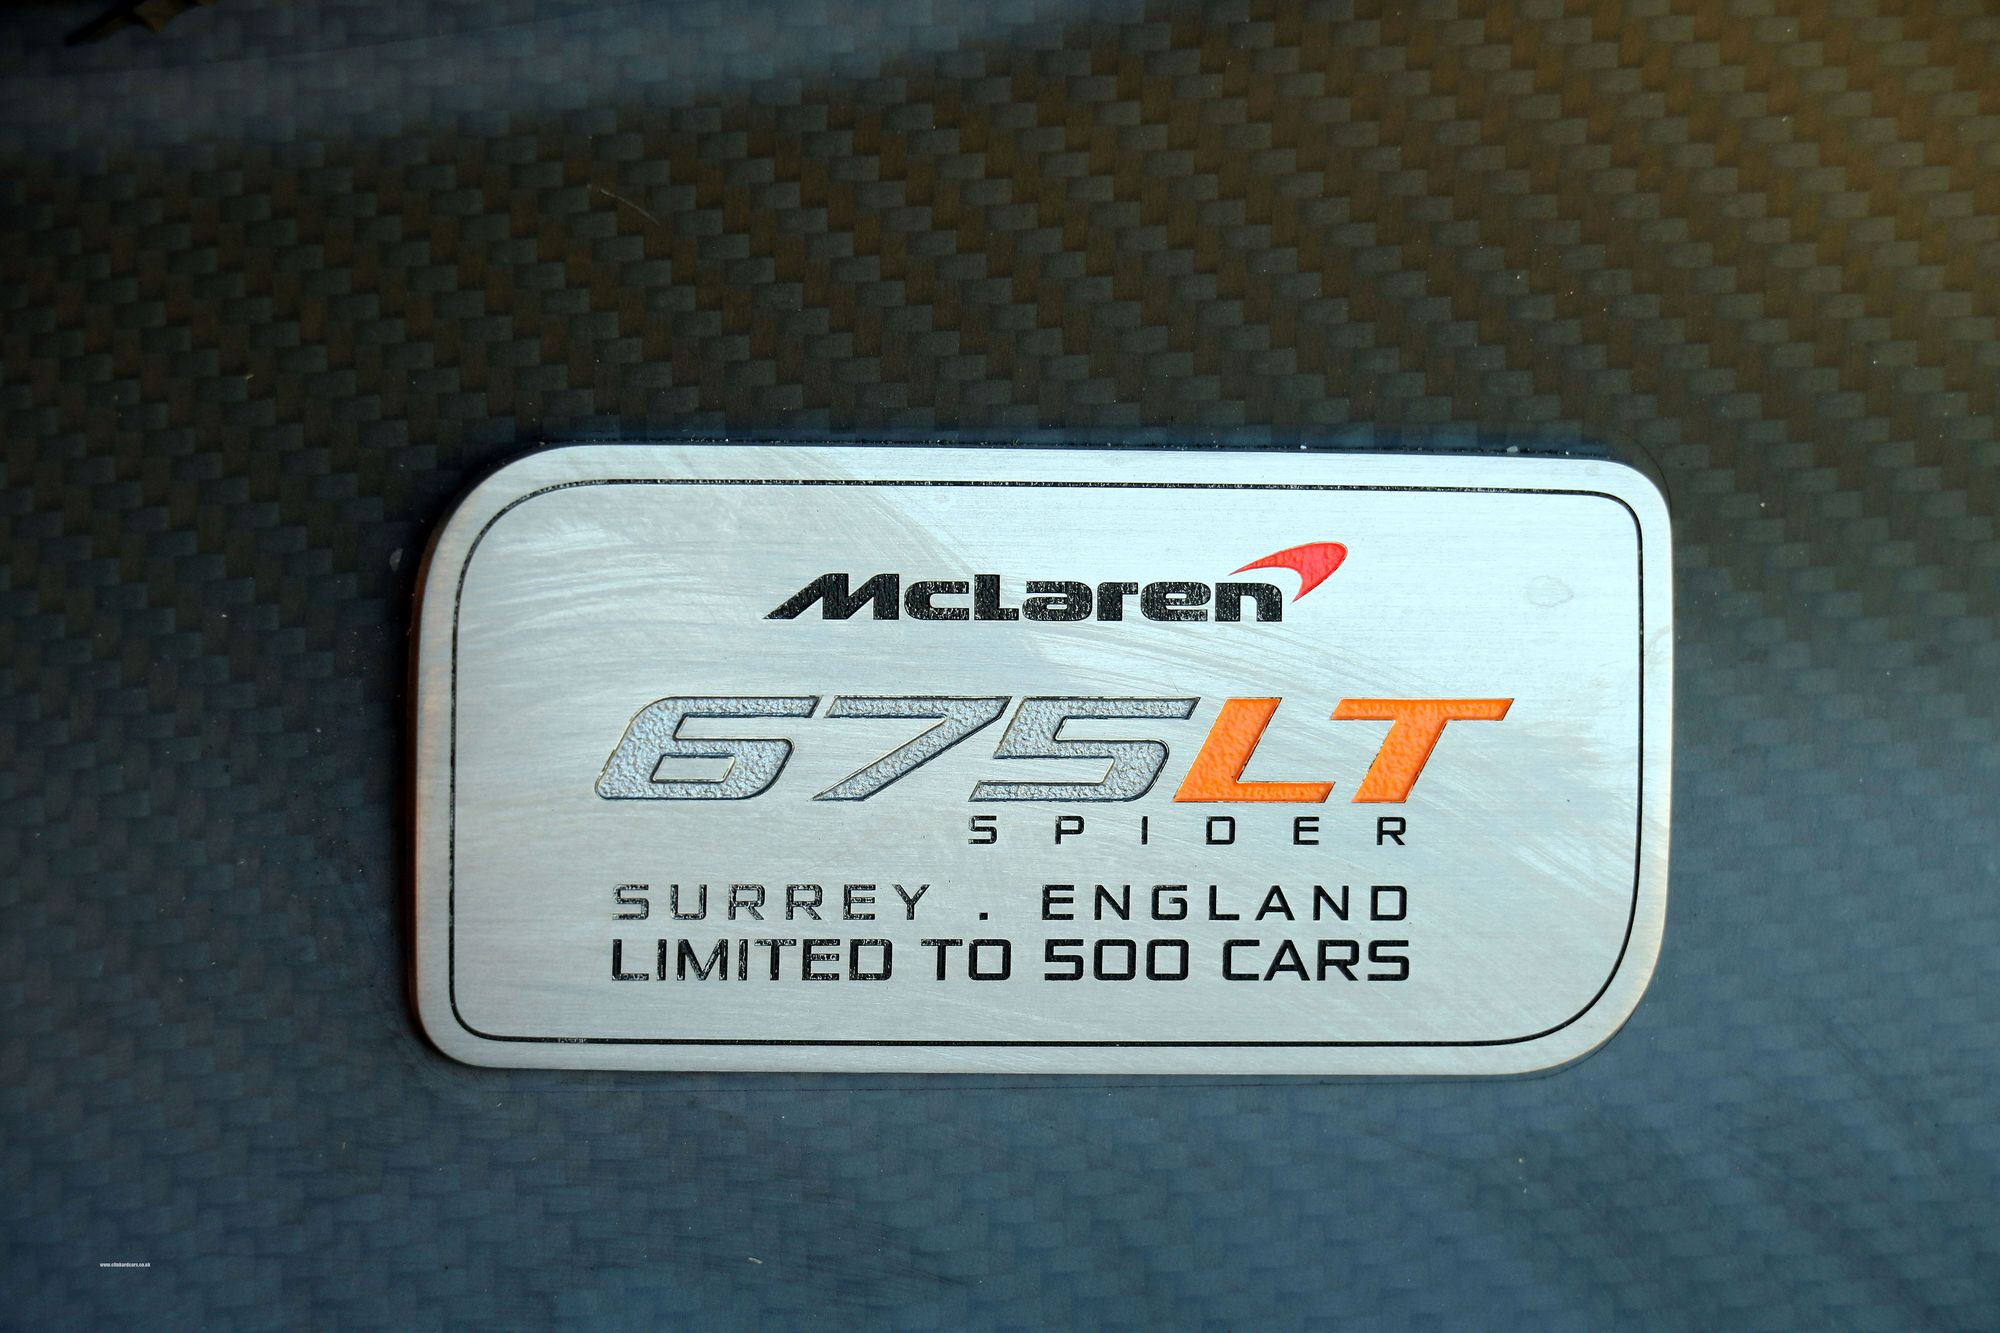 McLaren
675LT
SPIDER
SURREY . ENGLAND
LIMITED TO 500 CARS